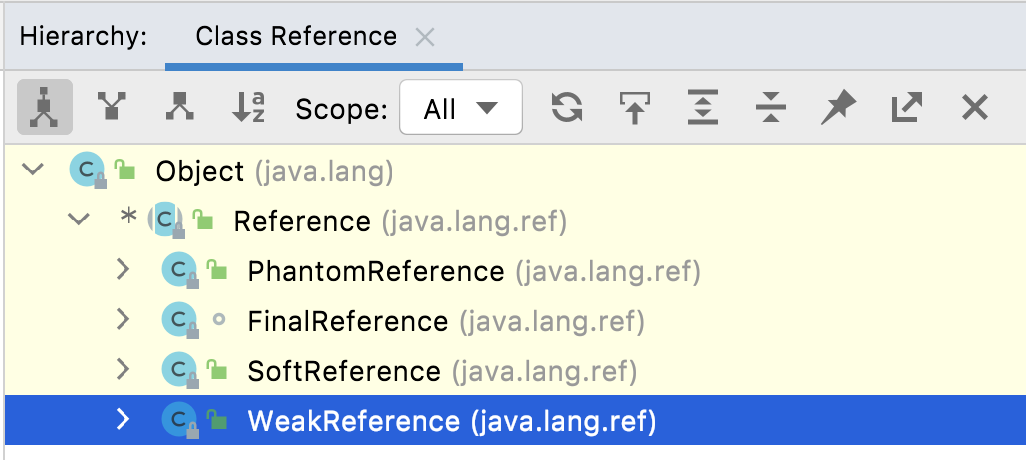 Hierarchy: Class Reference
Scope: All
Object (java.lang)
* Reference (java.lang.ref)
PhantomReference (java.lang.ref)
FinalReference (java.lang.ref)
SoftReference (java.lang.ref)
WeakReference (java.lang.ref)